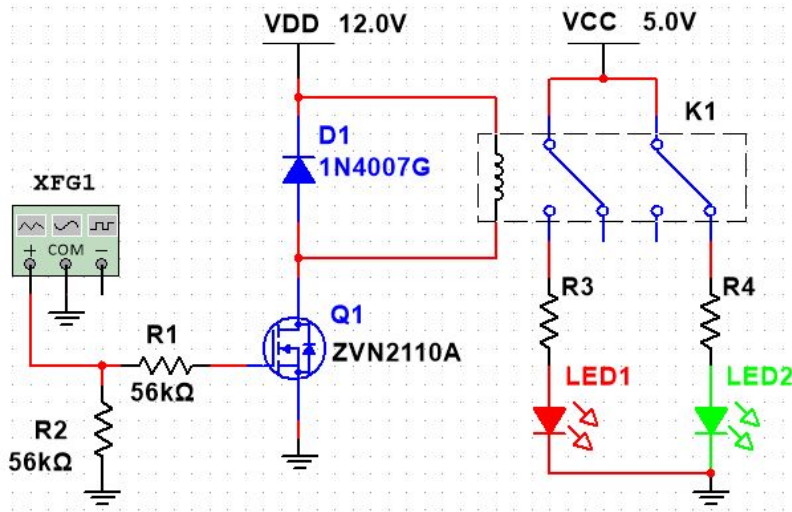 VDD 12.0V
VCC 5.0V
K1
D1
1N4007G
XFG1
+ COM −
R1
56kΩ
R2
56kΩ
Q1
ZVN2110A
R3
R4
LED1
LED2